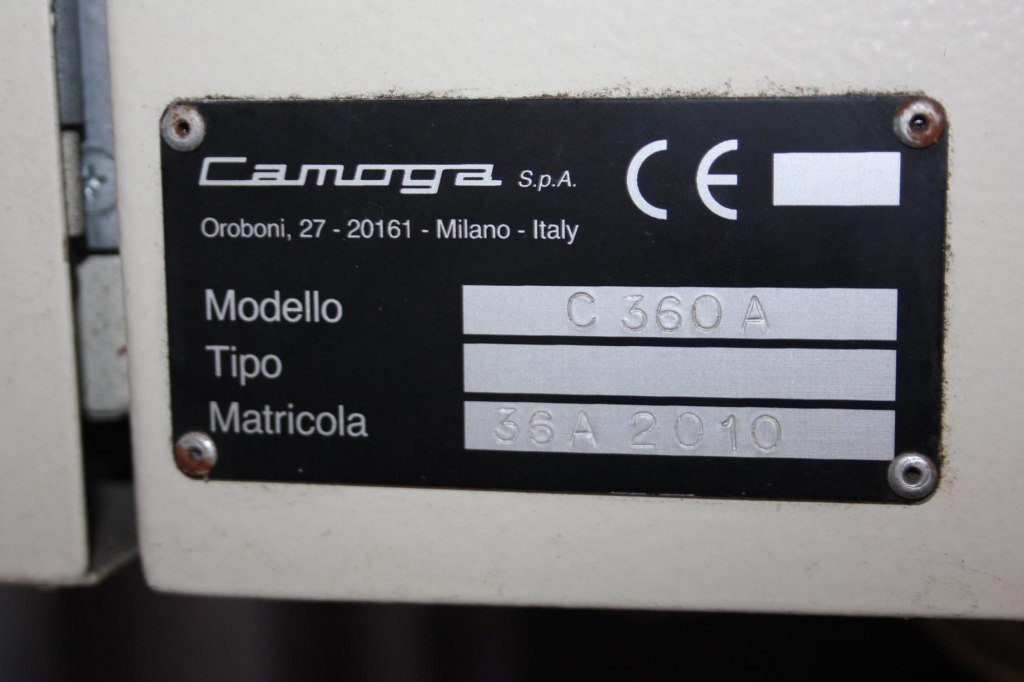 Camoga S.p.A. CE
Oroboni, 27 - 20161 - Milano - Italy
Modello C 360 A
Tipo
Matricola 36A 2010